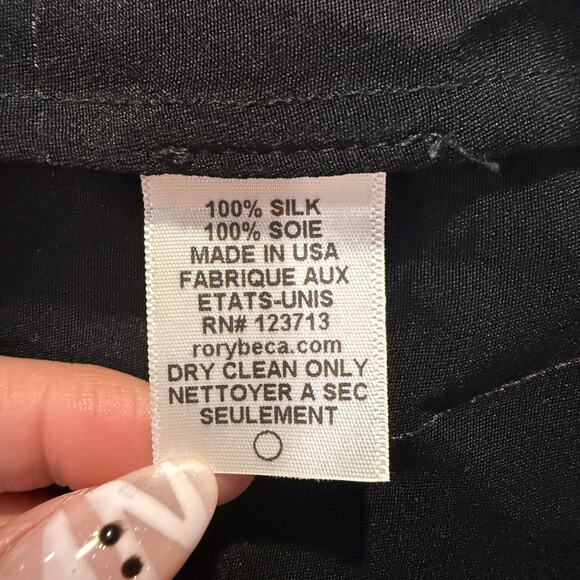 100% SILK
100% SOIE
MADE IN USA
FABRIQUE AUX
ETATS-UNIS
RN# 123713
rorybeca.com
DRY CLEAN ONLY
NETTOYER A SEC
SEULEMENT